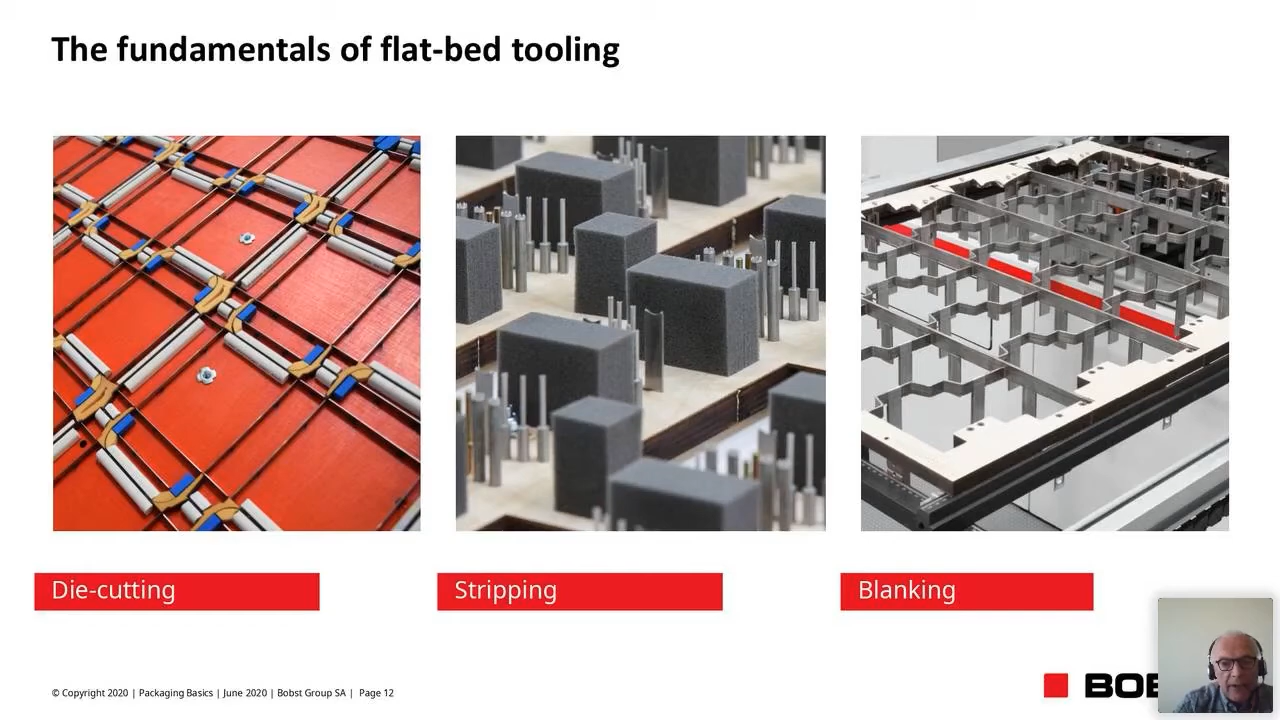 The fundamentals of flat-bed tooling
Die-cutting
Stripping
Blanking
© Copyright 2020 | Packaging Basics | June 2020 | Bobst Group SA | Page 12